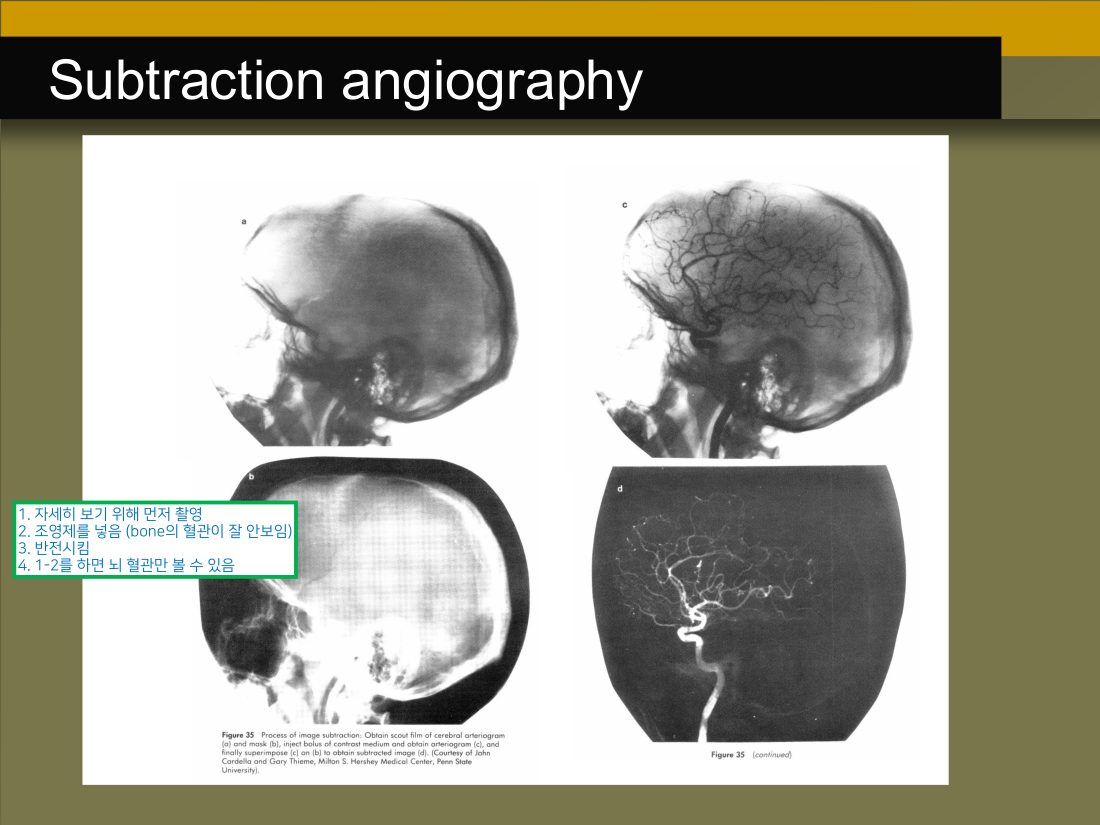 Subtraction angiography
a
c
b
d
1. 자세히 보기 위해 먼저 촬영
2. 조영제를 넣음 (bone의 혈관이 잘 안보임)
3. 반전시킴
4. 1-2를 하면 뇌 혈관만 볼 수 있음
Figure 35 Process of image subtraction: Obtain scout film of cerebral arteriogram
(a) and mask (b), inject bolus of contrast medium and obtain arteriogram (c), and
finally superimpose (c) on (b) to obtain subtracted image (d). (Courtesy of John
Cardella and Gary Thieme, Milton S. Hershey Medical Center, Penn State
University).
Figure 35 (continued)